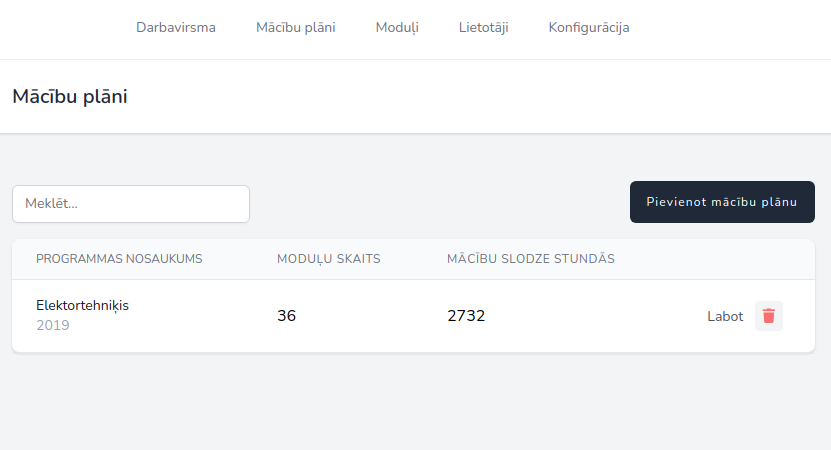 Darbavirsma Mācību plāni Moduļi Lietotāji Konfigurācija
Mācību plāni
Meklēt...
Pievienot mācību plānu
PROGRAMMAS NOSAUKUMS MODUĻU SKAITS MĀCĪBU SLODZE STUNDĀS
Elektortehniķis
2019
36
2732
Labot